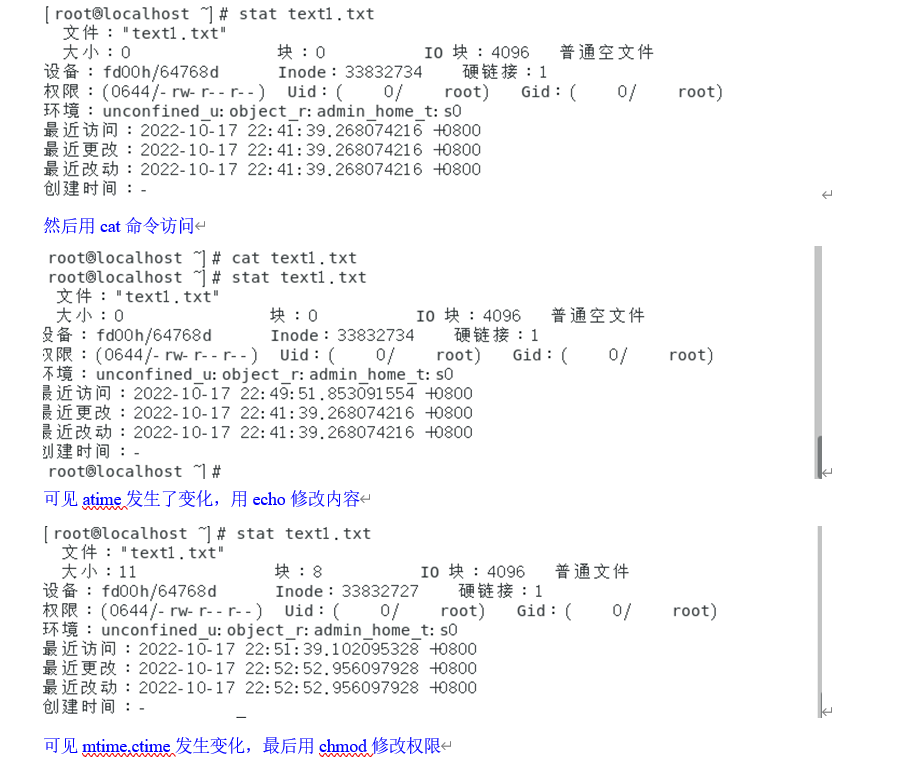 [root@localhost ~]# stat text1.txt
文件："text1.txt"
大小：0 块：0 IO 块：4096 普通空文件
设备：fd00h/64768d Inode：33832734 硬链接：1
权限：(0644/-rw-r--r--) Uid：( 0/ root) Gid：( 0/ root)
环境：unconfined_u:object_r:admin_home_t:s0
最近访问：2022-10-17 22:41:39.268074216 +0800
最近更改：2022-10-17 22:41:39.268074216 +0800
最近改动：2022-10-17 22:41:39.268074216 +0800
创建时间：-
然后用 cat 命令访问
root@localhost ~]# cat text1.txt
root@localhost ~]# stat text1.txt
文件："text1.txt"
大小：0 块：0 IO 块：4096 普通空文件
设备：fd00h/64768d Inode：33832734 硬链接：1
权限：(0644/-rw-r--r--) Uid：( 0/ root) Gid：( 0/ root)
环境：unconfined_u:object_r:admin_home_t:s0
最近访问：2022-10-17 22:49:51.853091554 +0800
最近更改：2022-10-17 22:41:39.268074216 +0800
最近改动：2022-10-17 22:41:39.268074216 +0800
创建时间：-
root@localhost ~]#
可见 atime 发生了变化，用 echo 修改内容
[root@localhost ~]# stat text1.txt
文件："text1.txt"
大小：11 块：8 IO 块：4096 普通文件
设备：fd00h/64768d Inode：33832727 硬链接：1
权限：(0644/-rw-r--r--) Uid：( 0/ root) Gid：( 0/ root)
环境：unconfined_u:object_r:admin_home_t:s0
最近访问：2022-10-17 22:51:39.102095328 +0800
最近更改：2022-10-17 22:52:52.956097928 +0800
最近改动：2022-10-17 22:52:52.956097928 +0800
创建时间：-
可见 mtime,ctime 发生变化，最后用 chmod 修改权限